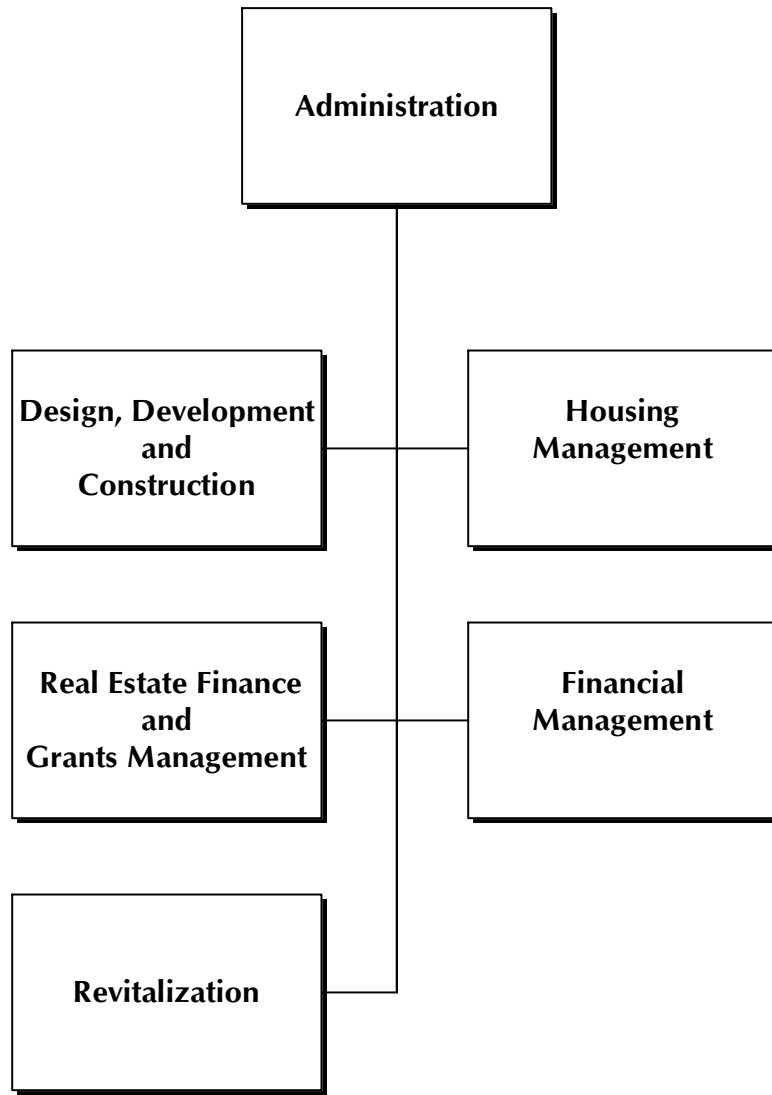 Administration
Design, Development
and
Construction
Housing
Management
Real Estate Finance
and
Grants Management
Financial
Management
Revitalization